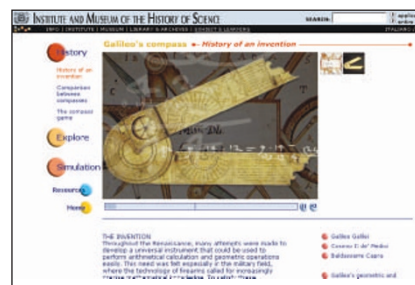 INSTITUTE AND MUSEUM OF THE HISTORY OF SCIENCE
SEARCH:
INFO | INSTITUTE | MUSEUM | LIBRARY & ARCHIVES |
ITALIANO
Galileo's compass
History of an invention
History
History of an invention
Comparison between compasses
The compass game
Explore
Simulation
Resources
Home
THE INVENTION
Throughout the Renaissance, many attempts were made to
develop a universal instrument that could be used to
perform arithmetical calculation and geometric operations
easily. This need was felt especially in the military field,
where the technology of firearms called for increasingly
Galileo Galilei
Cosimo II de' Medici
Baldassarre Capra
Galileo's geometric and